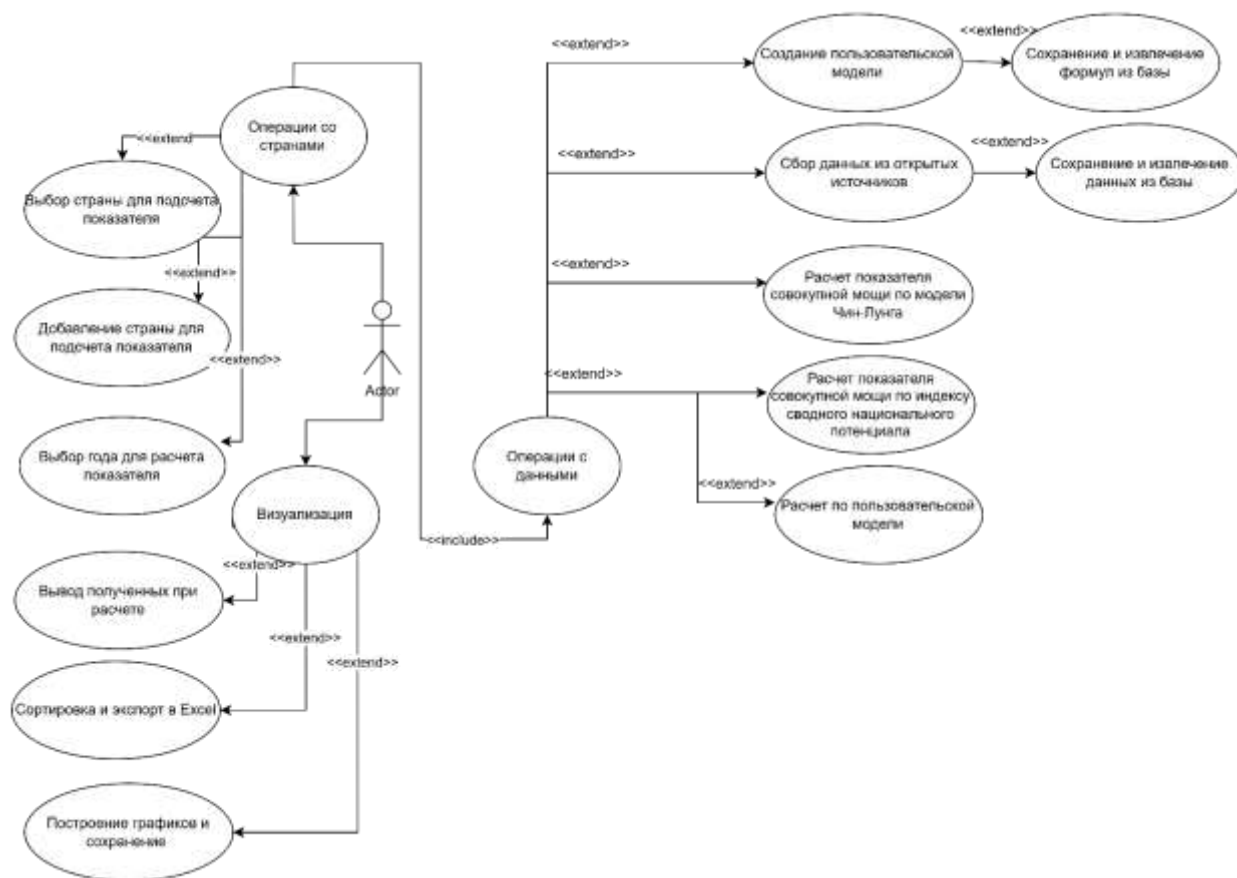 <<extend>>
Создание пользовательской
модели
<<extend>>
Сохранение и извлечение
формул из базы
Операции со
странами
<<extend
<<extend>>
Сбор данных из открытых
источников
<<extend>>
Сохранение и извлечение
данных из базы
Выбор страны для подсчета
показателя
<<extend>>
<<extend>>
Расчет показателя
совокупной мощи по модели
Чин-Лунга
Добавление страны для
подсчета показателя
<<extend>>
Actor
<<extend>>
Расчет показателя
совокупной мощи по индексу
сводного национального
потенциала
Выбор года для расчета
показателя
Операции с
данными
<<extend>>
Расчет по пользовательской
модели
Визуализация
<<include>>
<<extend>>
Вывод полученных при
расчете
<<extend>>
<<extend>>
Сортировка и экспорт в Excel
Построение графиков и
сохранение